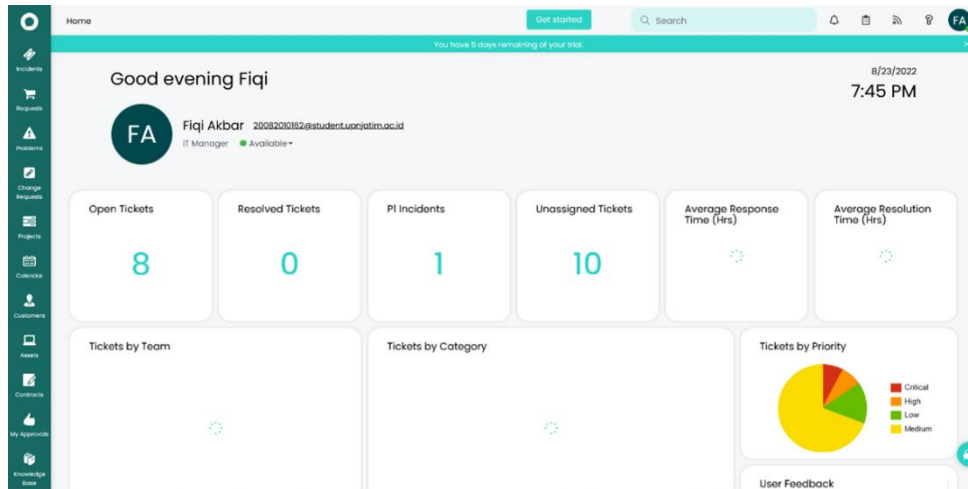 Home
Get started
Search
FA
You have 5 days remaining of your trial.
Incidents
Requests
Problems
Change
Requests
Projects
Calendar
Customers
Assets
Contracts
My Approvals
Knowledge
Base
Good evening Fiqi
8/23/2022
7:45 PM
FA
Fiqi Akbar 20082010162@student.upnjatim.ac.id
IT Manager Available
Open Tickets
8
Resolved Tickets
0
P1 Incidents
1
Unassigned Tickets
10
Average Response
Time (Hrs)
Average Resolution
Time (Hrs)
Tickets by Team
Tickets by Category
Tickets by Priority
Critical
High
Low
Medium
User Feedback